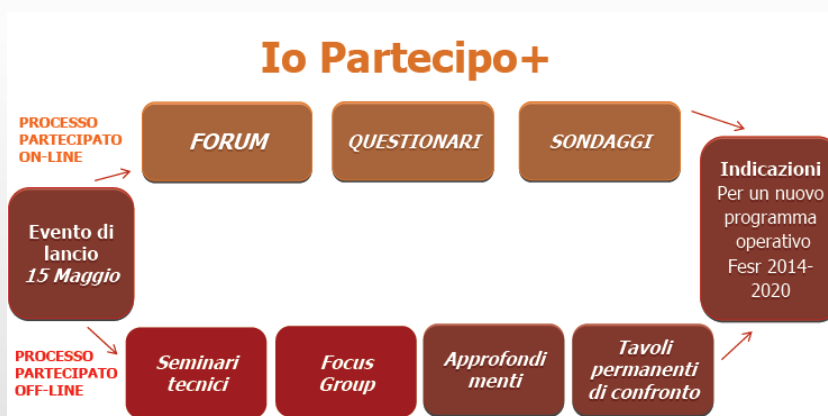 Io Partecipo+
PROCESSO
PARTECIPATO
ON-LINE
FORUM
QUESTIONARI
SONDAGGI
Evento di
lancio
15 Maggio
Indicazioni
Per un nuovo
programma
operativo
Fesr 2014-
2020
PROCESSO
PARTECIPATO
OFF-LINE
Seminari
tecnici
Focus
Group
Approfondi
menti
Tavoli
permanenti
di confronto